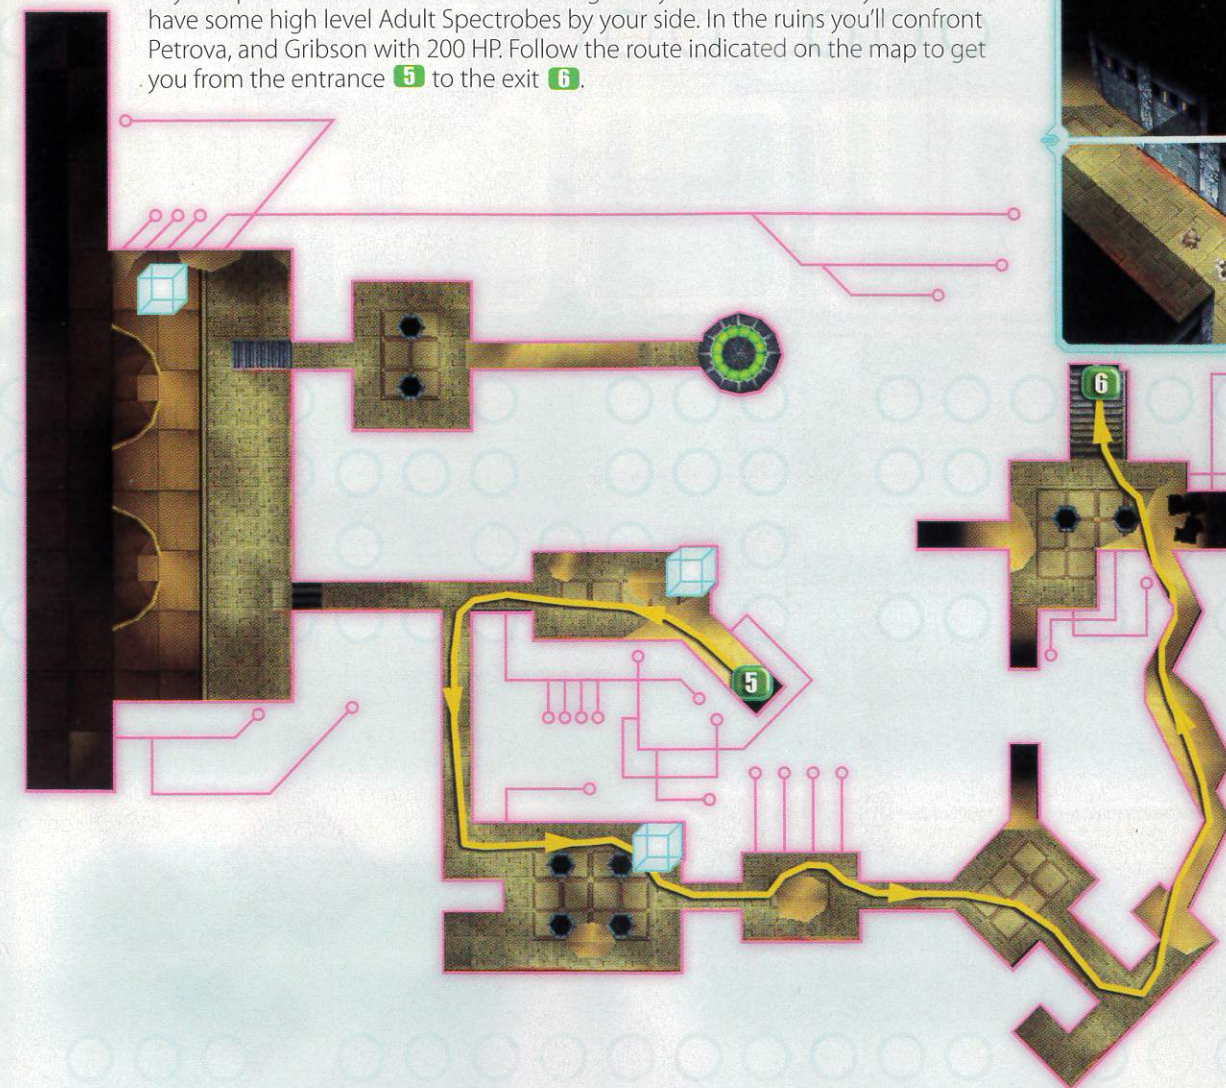 have some high level Adult Spectrobes by your side. In the ruins you'll confront
Petrova, and Gribson with 200 HP. Follow the route indicated on the map to get
you from the entrance 5 to the exit 6.
6
5